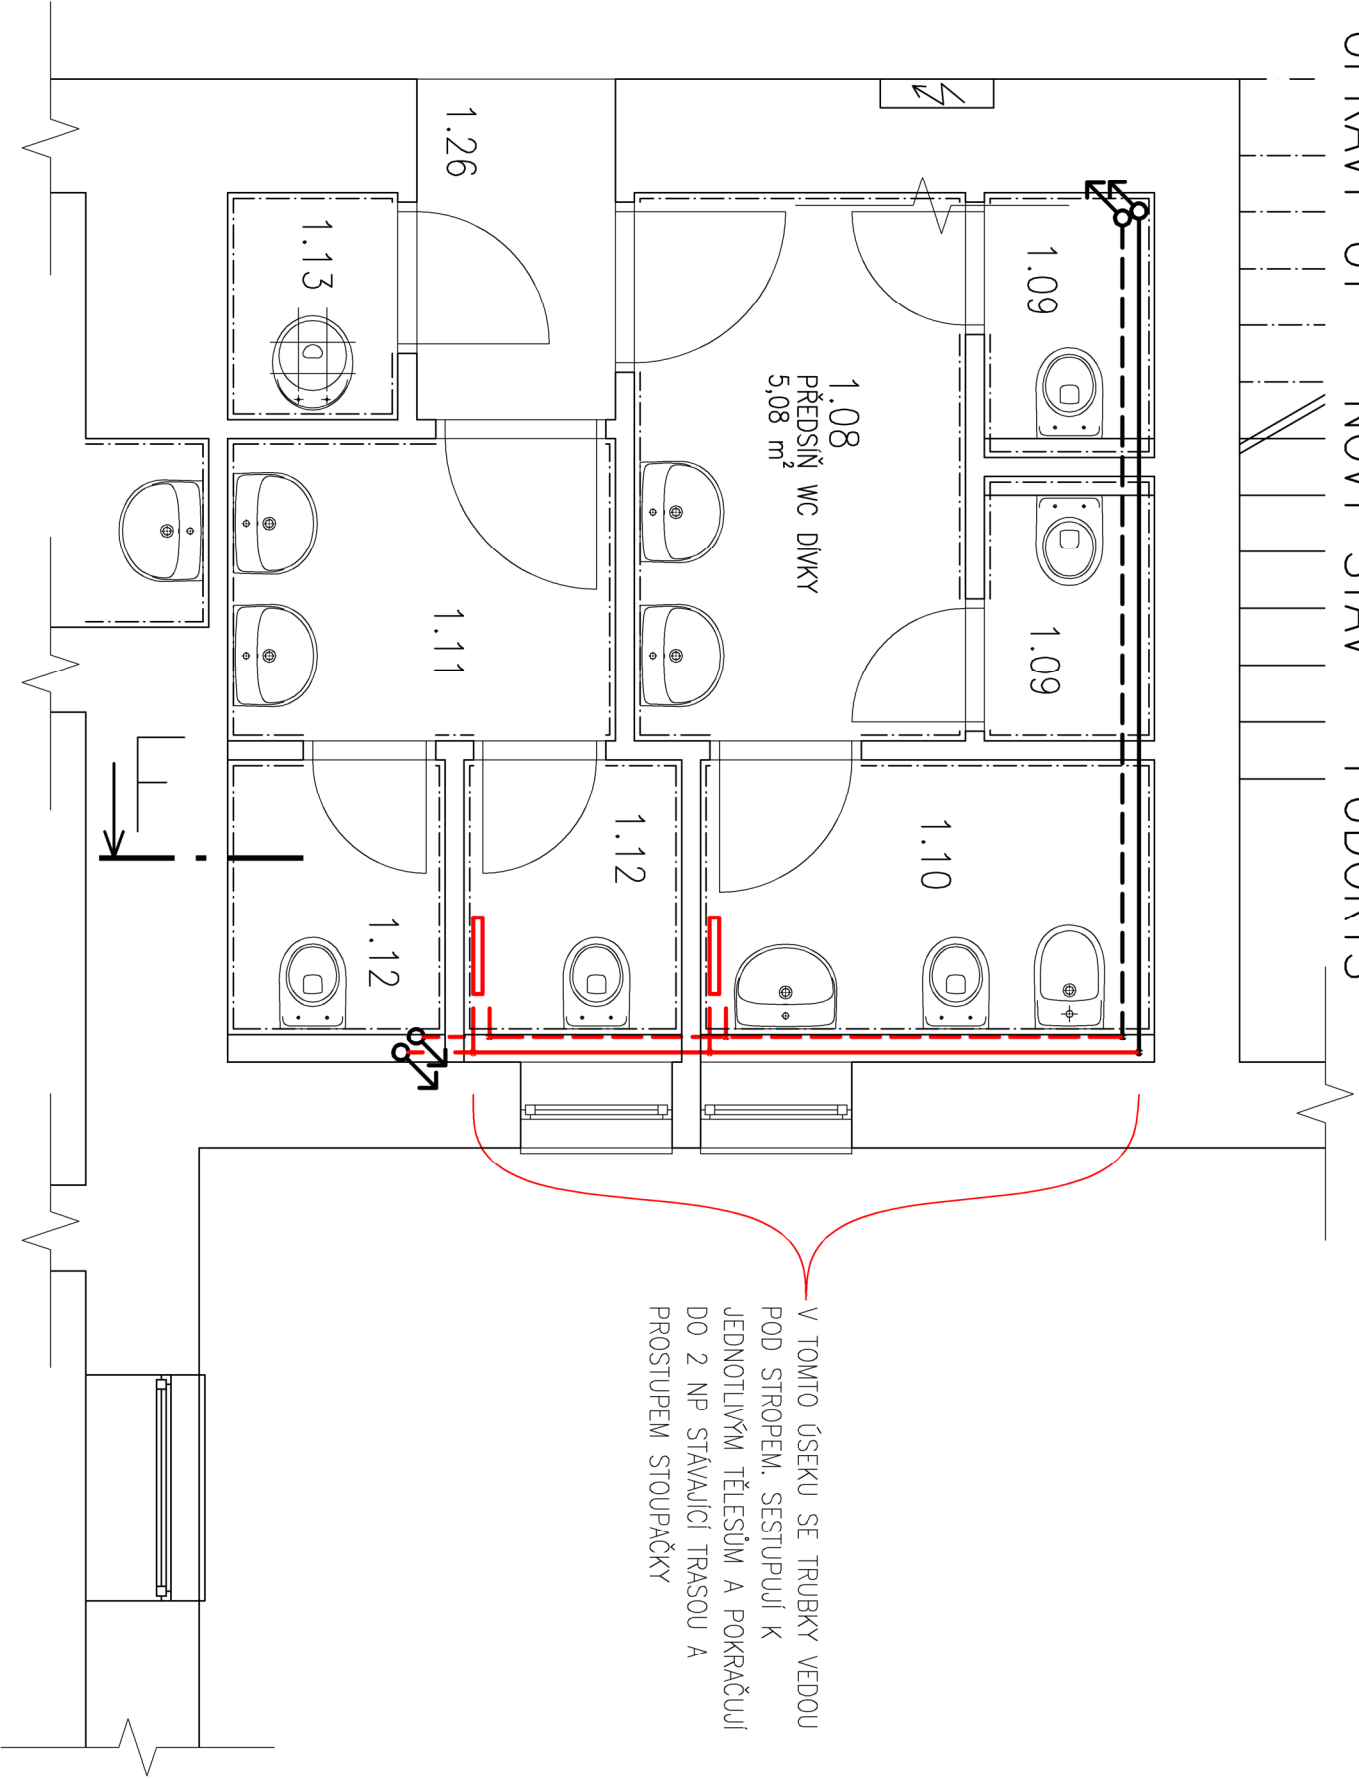 NOVÝ STAV
1.09
1.09
1.10
1.08
PŘEDSÍŇ WC DÍVKY
5,08 m²
1.12
1.26
1.11
1.12
1.13
F
V TOMTO ÚSEKU SE TRUBKY VEDOU
POD STROPEM. SESTUPUJÍ K
JEDNOTLIVÝM TĚLESŮM A POKRAČUJÍ
DO 2 NP STÁVAJÍCÍ TRASOU A
PROSTUPEM STOUPAČKY